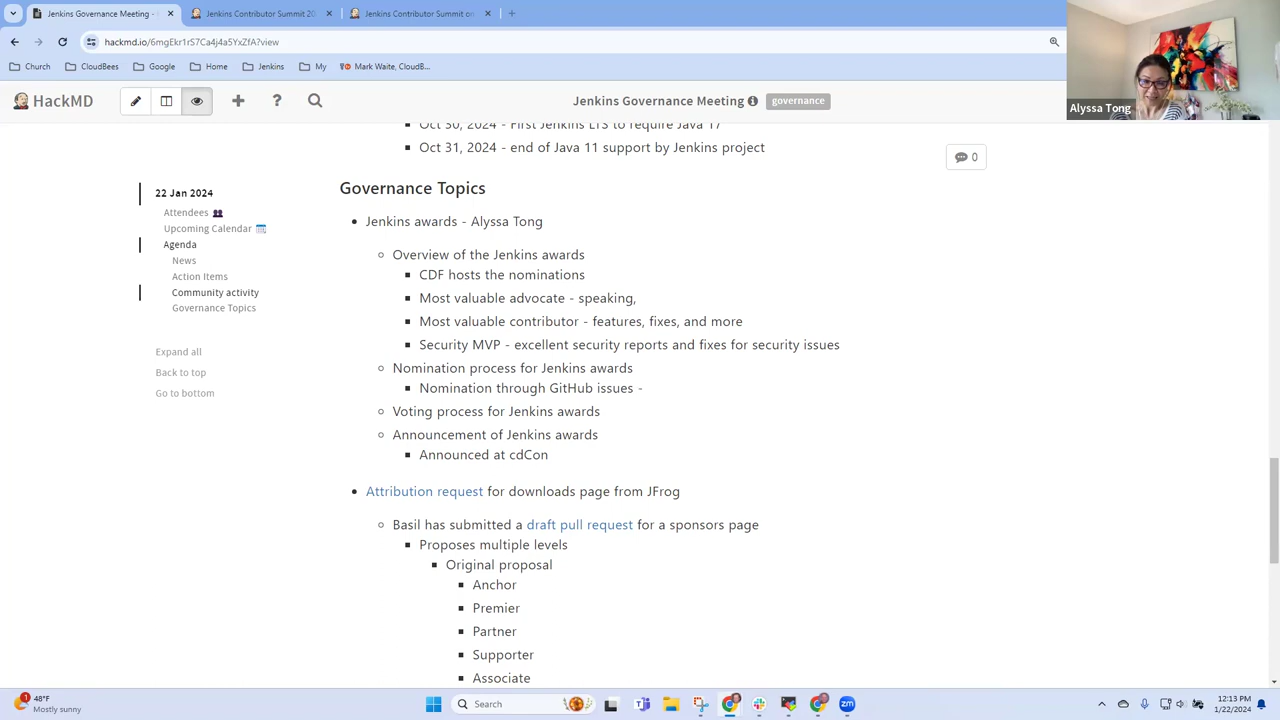 Jenkins Governance Meeting -
Jenkins Contributor Summit 20
Jenkins Contributor Summit on
hackmd.io/6mgEkr1rS7Ca4j4a5YxZfA?view
Church
CloudBees
Google
Home
Jenkins
My
Mark Waite, CloudB...
HackMD
Jenkins Governance Meeting
governance
Alyssa Tong
Oct 30, 2024 - First Jenkins LTS to require Java 17
Oct 31, 2024 - end of Java 11 support by Jenkins project
0
22 Jan 2024
Attendees
Upcoming Calendar
Agenda
News
Action Items
Community activity
Governance Topics
Expand all
Back to top
Go to bottom
Governance Topics
Jenkins awards - Alyssa Tong
Overview of the Jenkins awards
CDF hosts the nominations
Most valuable advocate - speaking,
Most valuable contributor - features, fixes, and more
Security MVP - excellent security reports and fixes for security issues
Nomination process for Jenkins awards
Nomination through GitHub issues -
Voting process for Jenkins awards
Announcement of Jenkins awards
Announced at cdCon
Attribution request for downloads page from JFrog
Basil has submitted a draft pull request for a sponsors page
Proposes multiple levels
Original proposal
Anchor
Premier
Partner
Supporter
Associate
1
48°F
Mostly sunny
Search
zm
12:13 PM
1/22/2024